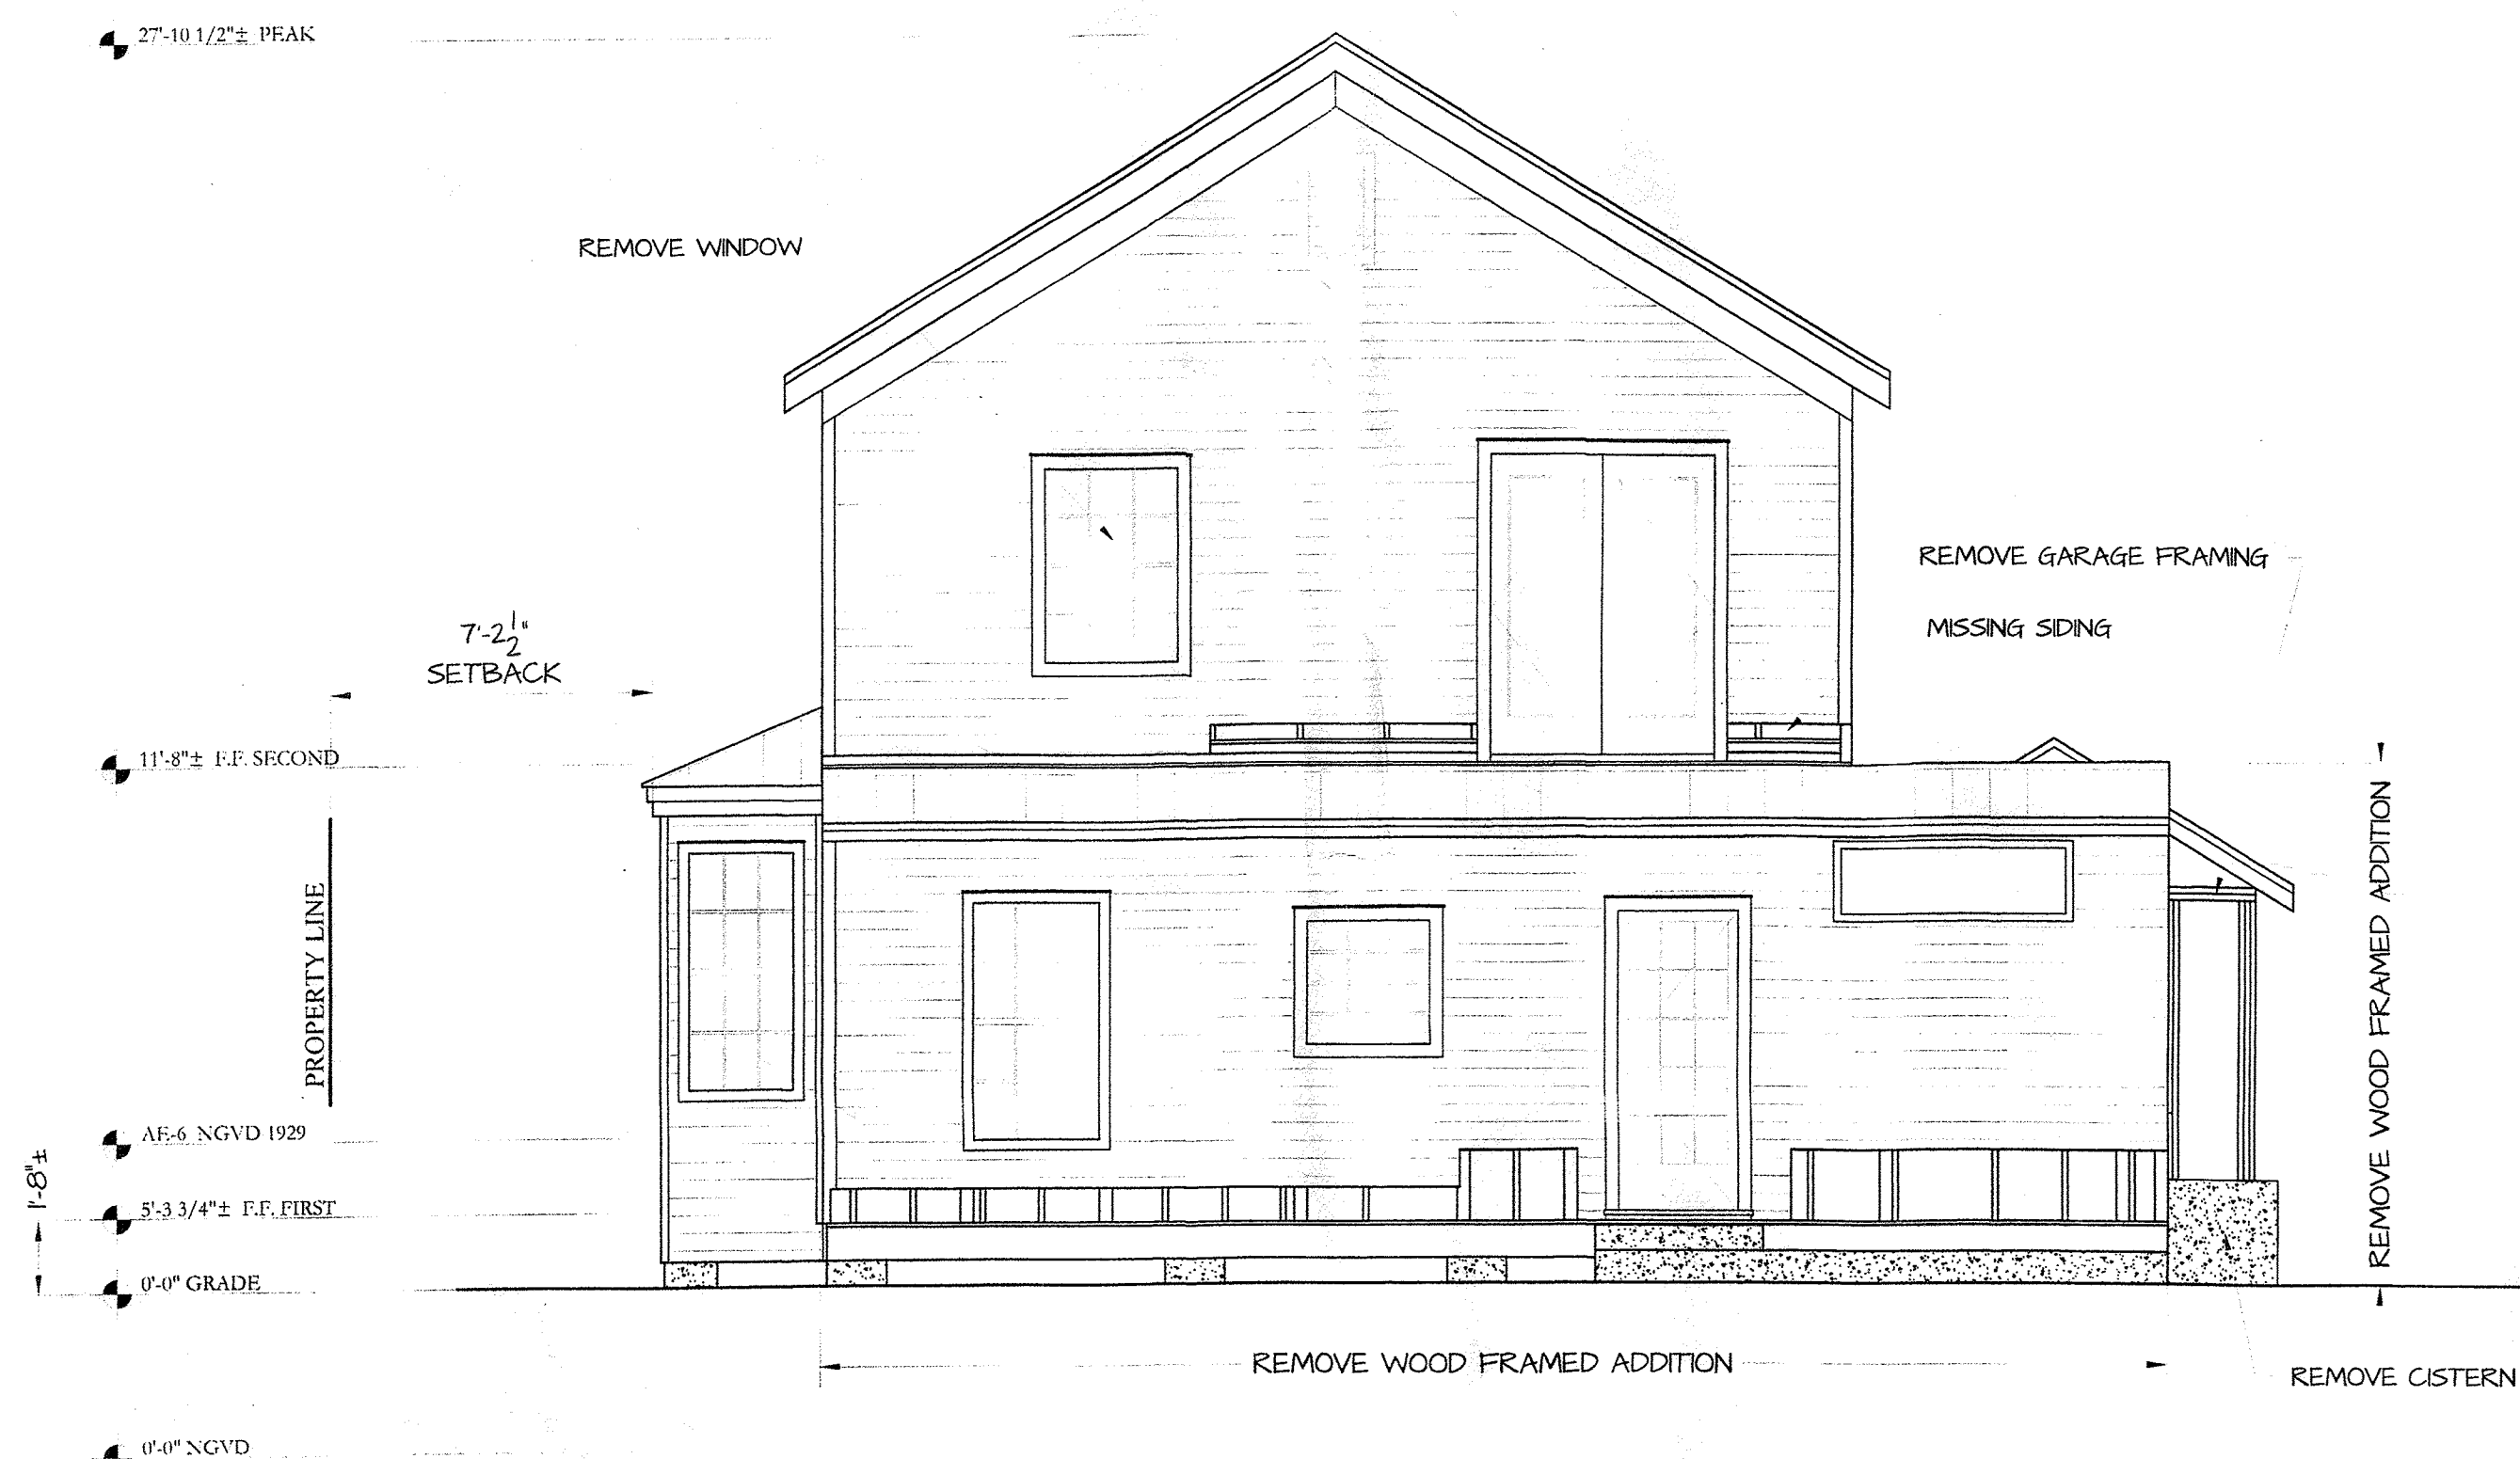 27'-10 1/2"± PEAK
REMOVE WINDOW
REMOVE GARAGE FRAMING
MISSING SIDING
7'-2 1/2"
SETBACK
11'-8"± F.F. SECOND
PROPERTY LINE
REMOVE WOOD FRAMED ADDITION
AE-6 NGVD 1929
1'-8"±
5'-3 3/4"± F.F. FIRST
0'-0" GRADE
REMOVE WOOD FRAMED ADDITION
REMOVE CISTERN
0'-0" NGVD